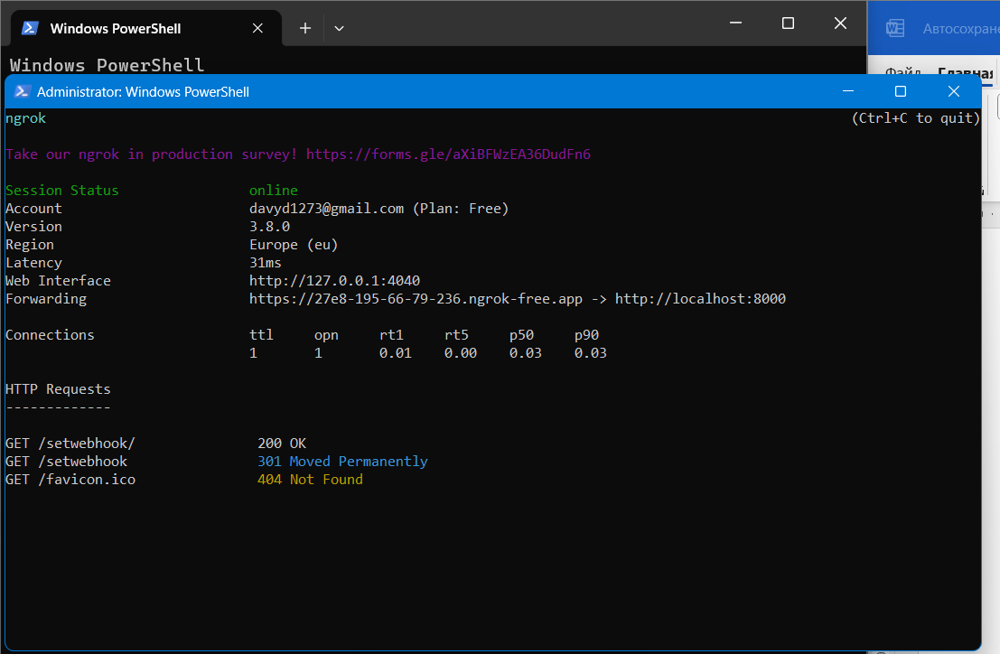 Windows PowerShell
Автосохране
Windows PowerShell
Файл Главная
Administrator: Windows PowerShell
ngrok (Ctrl+C to quit)
Take our ngrok in production survey! https://forms.gle/aXiBFWzEA36DudFn6
Session Status online
Account davyd1273@gmail.com (Plan: Free)
Version 3.8.0
Region Europe (eu)
Latency 31ms
Web Interface http://127.0.0.1:4040
Forwarding https://27e8-195-66-79-236.ngrok-free.app -> http://localhost:8000
Connections ttl opn rt1 rt5 p50 p90
1 1 0.01 0.00 0.03 0.03
HTTP Requests
-------------
GET /setwebhook/ 200 OK
GET /setwebhook 301 Moved Permanently
GET /favicon.ico 404 Not Found